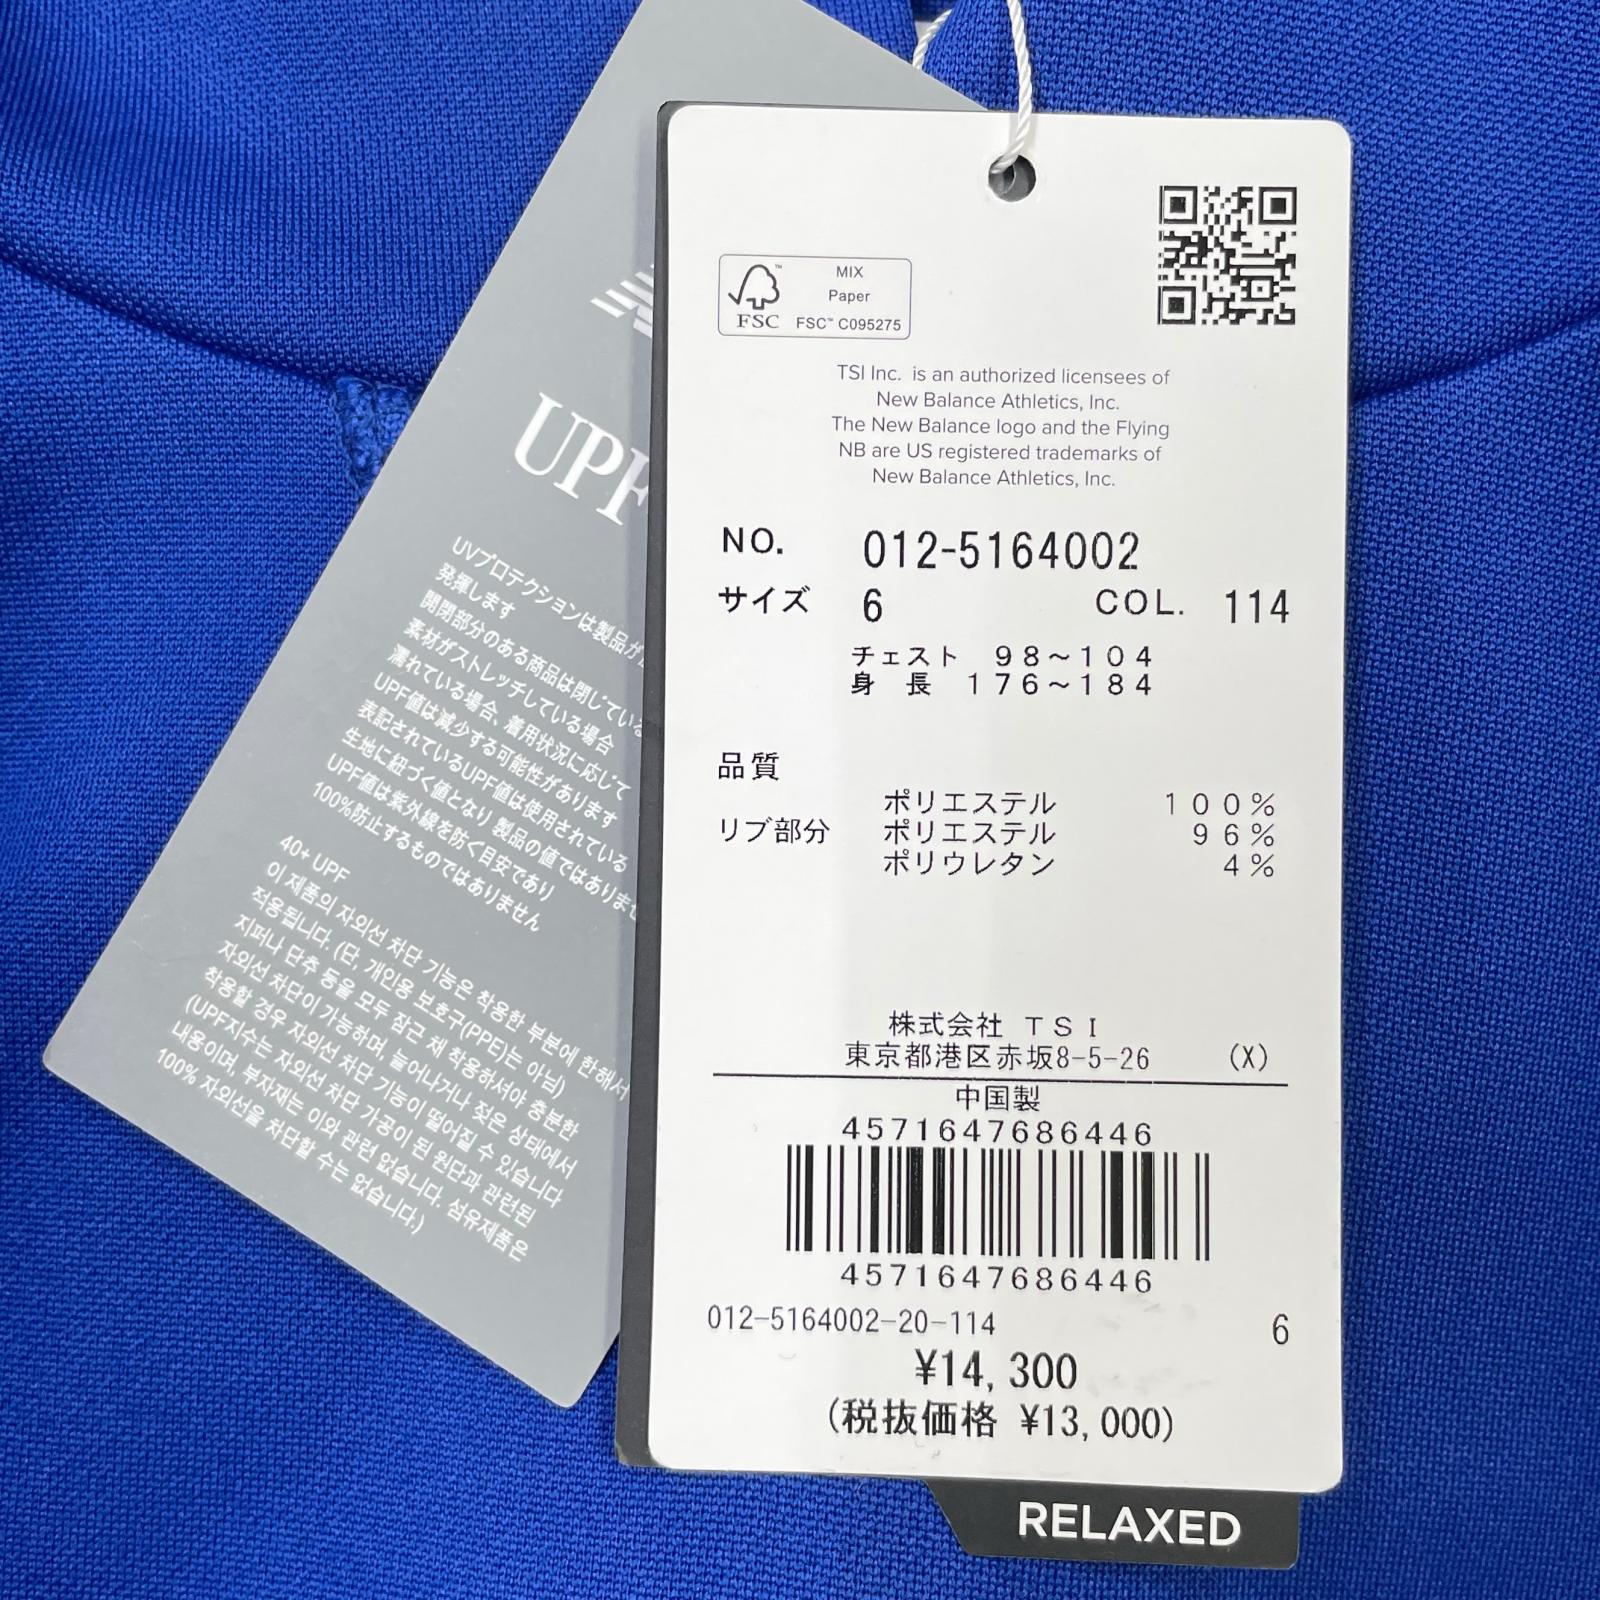 UPF
UVプロテクションは製品が
発揮します
開閉部分のある商品は閉じている
素材がストレッチしている場合
濡れている場合、着用状況に応じて
UPF値は減少する可能性があります
表記されているUPF値は使用されている
生地に紐づく値となり 製品の値ではありませ
UPF値は紫外線を防ぐ目安であり
100%防止するものではありません
40+ UPF
이 제품의 자외선 차단 기능은 착용한 부분에 한해서
적용됩니다. (단, 개인용 보호구(PPE)는 아님)
지퍼나 단추 등을 모두 잠근 채 착용하셔야 충분한
자외선 차단이 가능하며, 늘어나거나 젖은 상태에서
착용할 경우 자외선 차단 기능이 떨어질 수 있습니다
(UPF지수는 자외선 차단 가공이 된 원단과 관련된
내용이며, 부자재는 이와 관련 없습니다. 섬유제품은
100% 자외선을 차단할 수는 없습니다.)
MIX
Paper
FSC FSC™ C095275
TSI Inc. is an authorized licensees of
New Balance Athletics, Inc.
The New Balance logo and the Flying
NB are US registered trademarks of
New Balance Athletics, Inc.
NO. 012-5164002
サイズ 6 COL. 114
チェスト 98~104
身長 176~184
品質
ポリエステル 100%
リブ部分 ポリエステル 96%
ポリウレタン 4%
株式会社 TSI
東京都港区赤坂8-5-26 (X)
中国製
4571647686446
4571647686446
012-5164002-20-114 6
¥14,300
(税抜価格 ¥13,000)
RELAXED